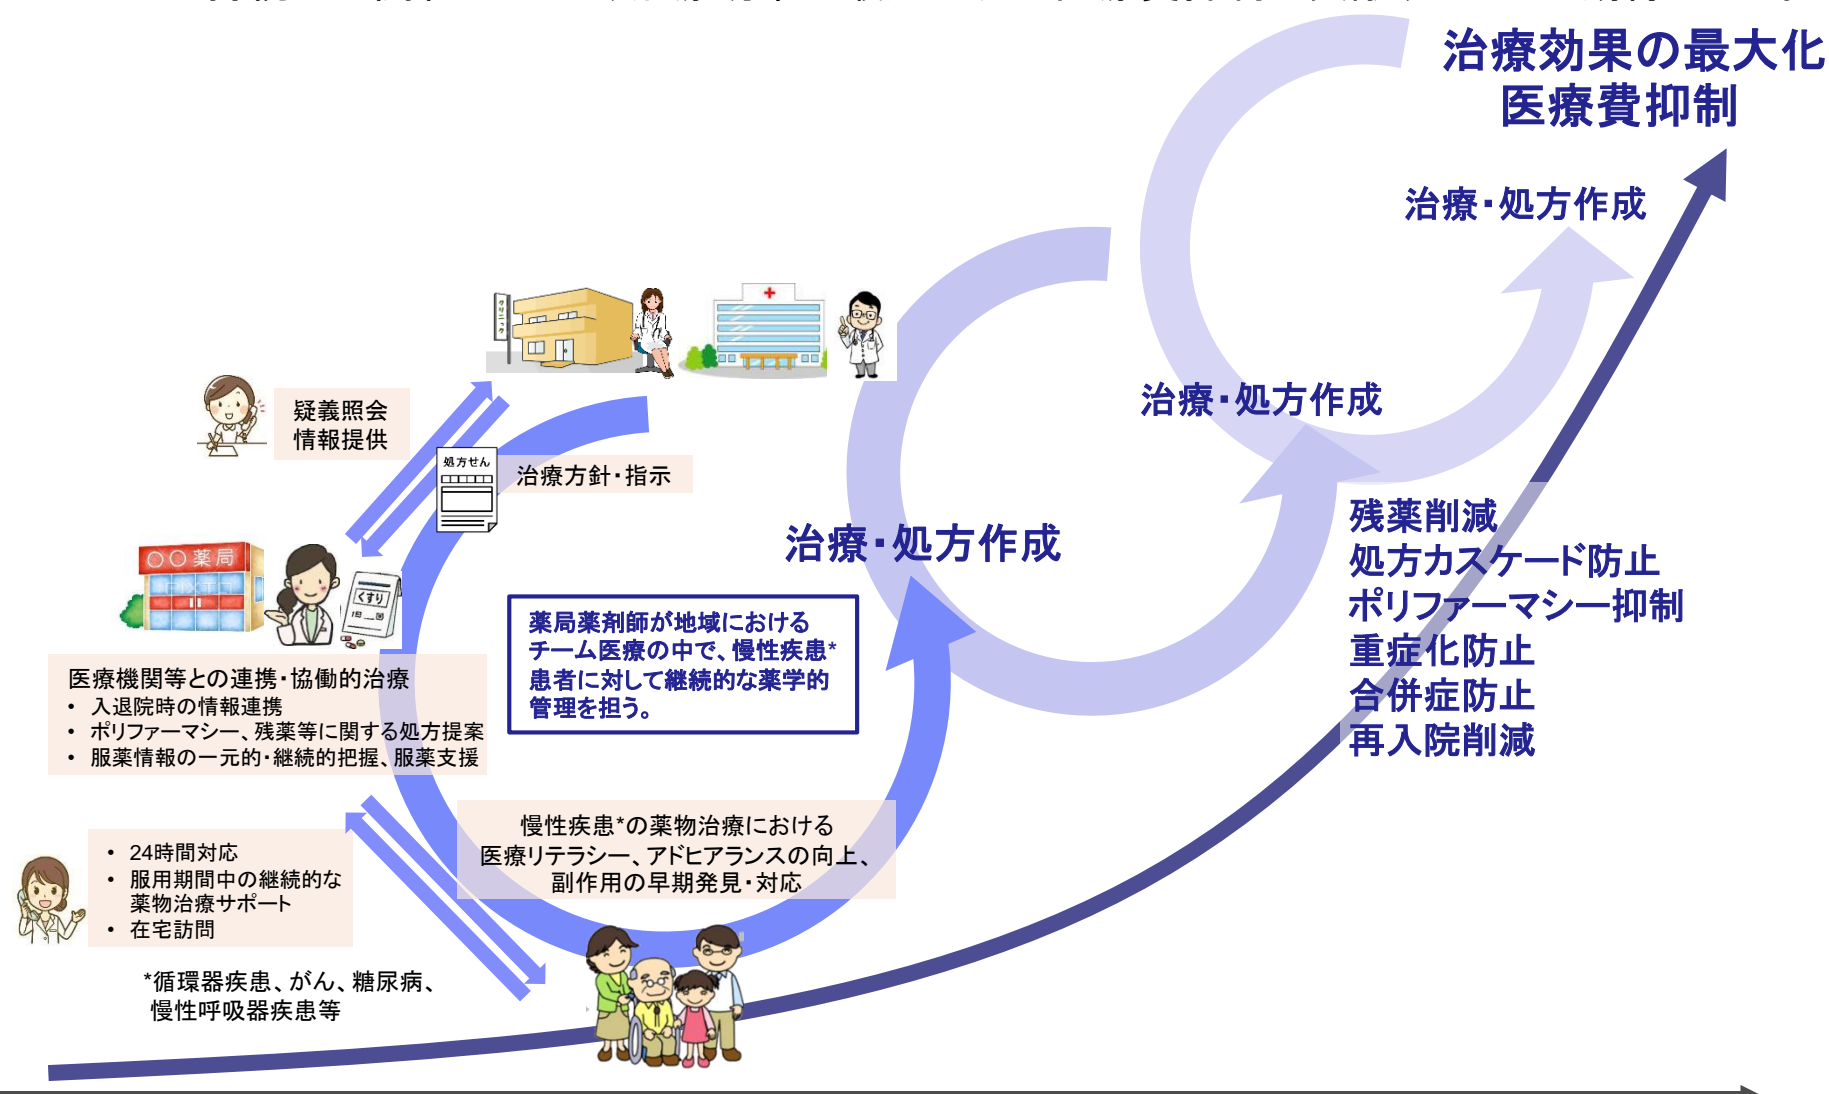 治療効果の最大化
医療費抑制
治療・処方作成
治療・処方作成
治療・処方作成
クリニック
疑義照会
情報提供
処方せん
治療方針・指示
〇〇薬局
くすり
薬局薬剤師が地域における
チーム医療の中で、慢性疾患*
患者に対して継続的な薬学的
管理を担う。
医療機関等との連携・協働的治療
• 入退院時の情報連携
• ポリファーマシー、残薬等に関する処方提案
• 服薬情報の一元的・継続的把握、服薬支援
残薬削減
処方カスケード防止
ポリファーマシー抑制
重症化防止
合併症防止
再入院削減
慢性疾患*の薬物治療における
医療リテラシー、アドヒアランスの向上、
副作用の早期発見・対応
• 24時間対応
• 服用期間中の継続的な
薬物治療サポート
• 在宅訪問
*循環器疾患、がん、糖尿病、
慢性呼吸器疾患等